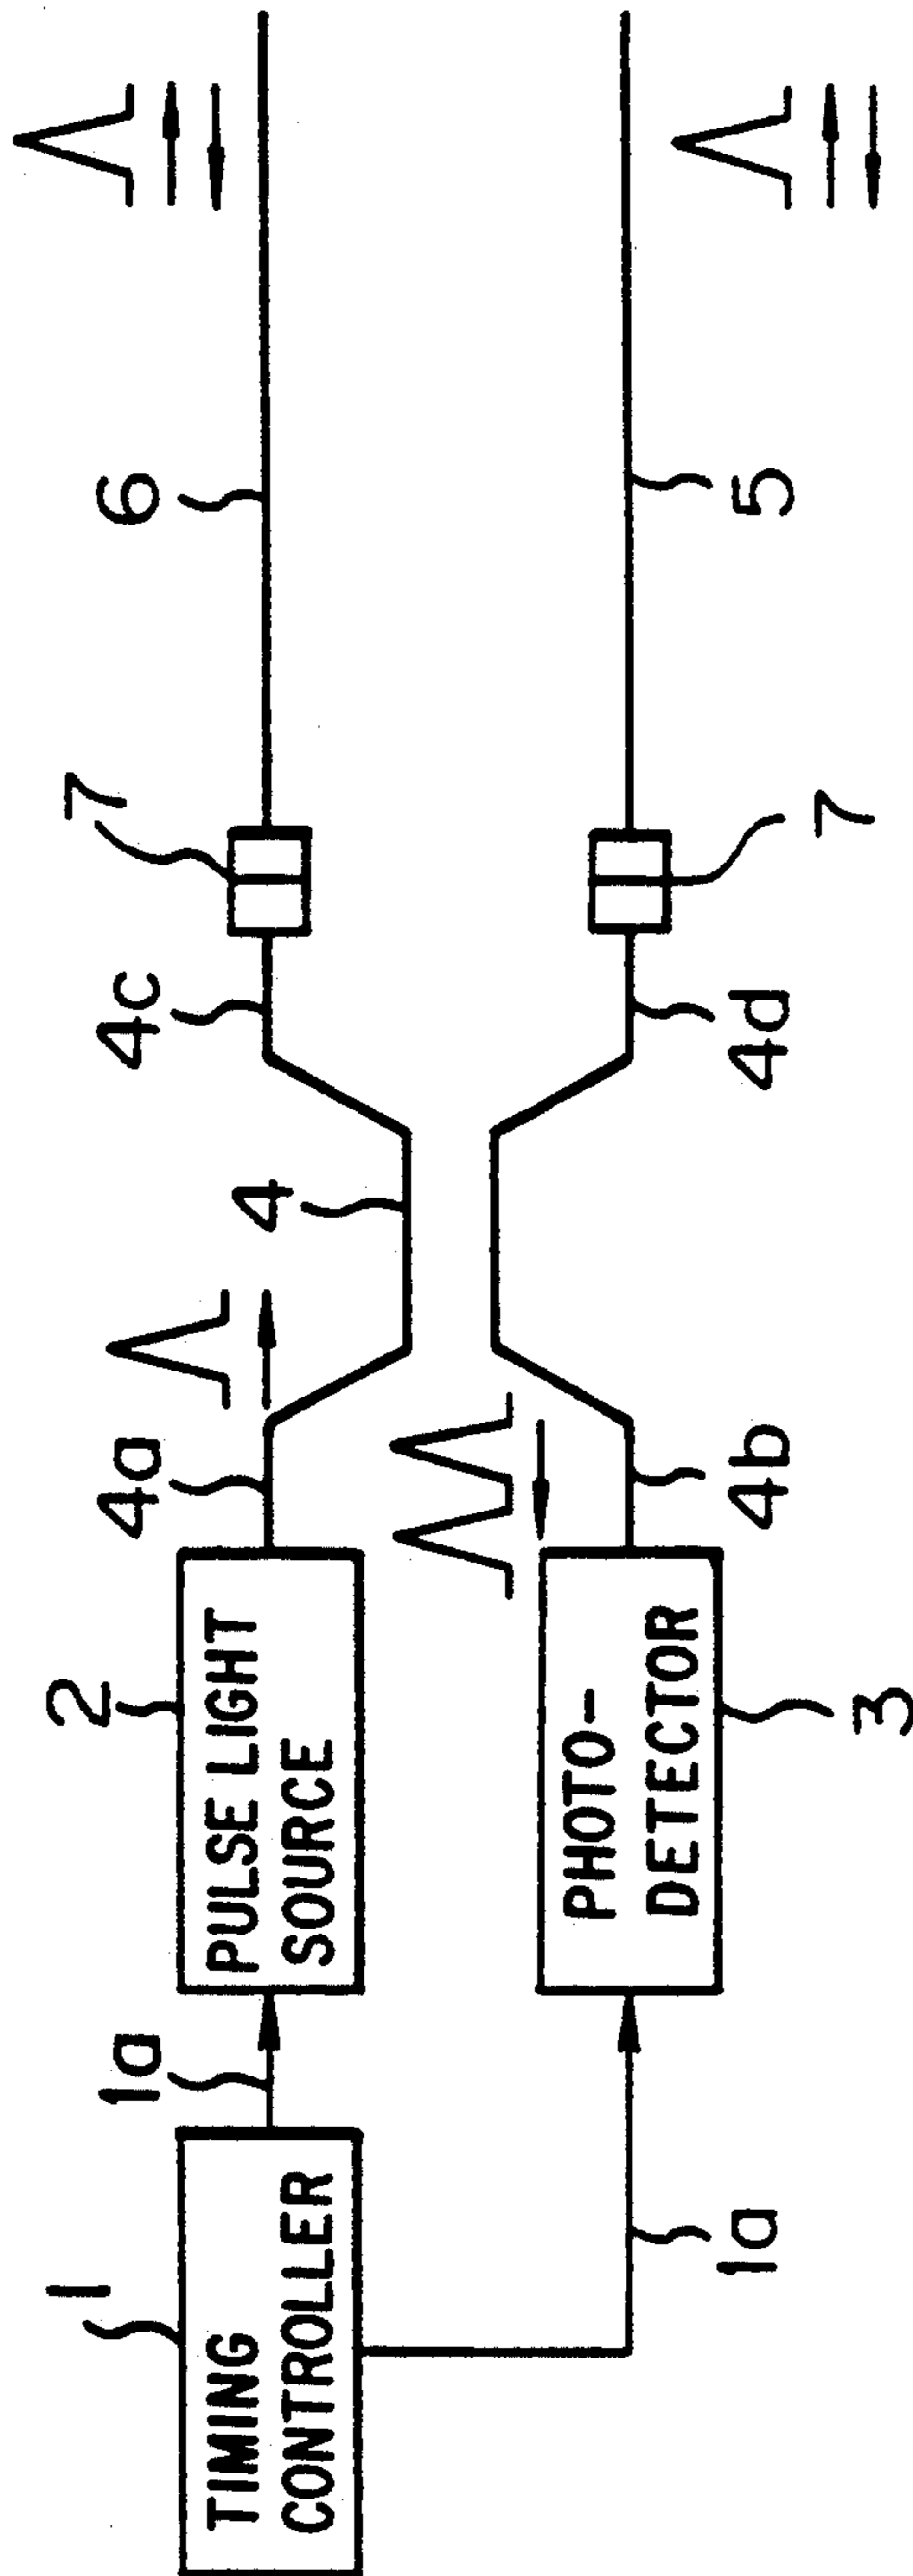 1
TIMING
CONTROLLER
1a
1a
2
PULSE LIGHT
SOURCE
3
PHOTO-
DETECTOR
4a
4b
4
4c
4d
7
7
6
5